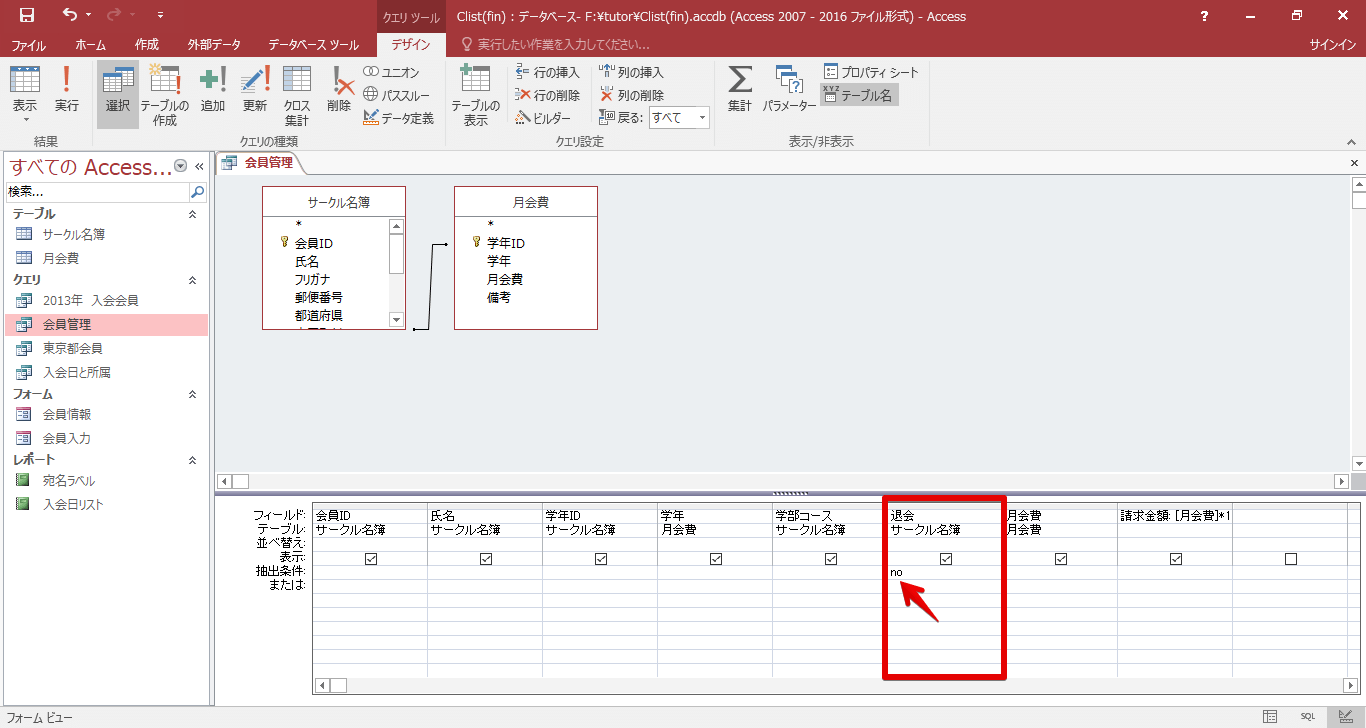 クエリ ツール
Clist(fin) : データベース- F:¥tutor¥Clist(fin).accdb (Access 2007 - 2016 ファイル形式) - Access
?
ファイル ホーム 作成 外部データ データベース ツール デザイン 実行したい作業を入力してください... サインイン
表示 実行 選択 テーブルの作成 追加 更新 クロス集計 削除
ユニオン
パススルー
データ定義
テーブルの表示
行の挿入
行の削除
ビルダー
列の挿入
列の削除
戻る: すべて
集計 パラメーター
プロパティ シート
XYZ テーブル名
結果 クエリの種類 クエリ設定 表示/非表示
すべての Access...
検索...
テーブル
サークル名簿
月会費
クエリ
2013年 入会会員
会員管理
東京都会員
入会日と所属
フォーム
会員情報
会員入力
レポート
宛名ラベル
入会日リスト
会員管理
サークル名簿
*
会員ID
氏名
フリガナ
郵便番号
都道府県
月会費
*
学年ID
学年
月会費
備考
フィールド: 会員ID 氏名 学年ID 学年 学部コース 退会 月会費 請求金額: [月会費]*1
テーブル: サークル名簿 サークル名簿 サークル名簿 月会費 サークル名簿 サークル名簿 月会費
並べ替え:
表示:
抽出条件: no
または:
フォーム ビュー
SQL